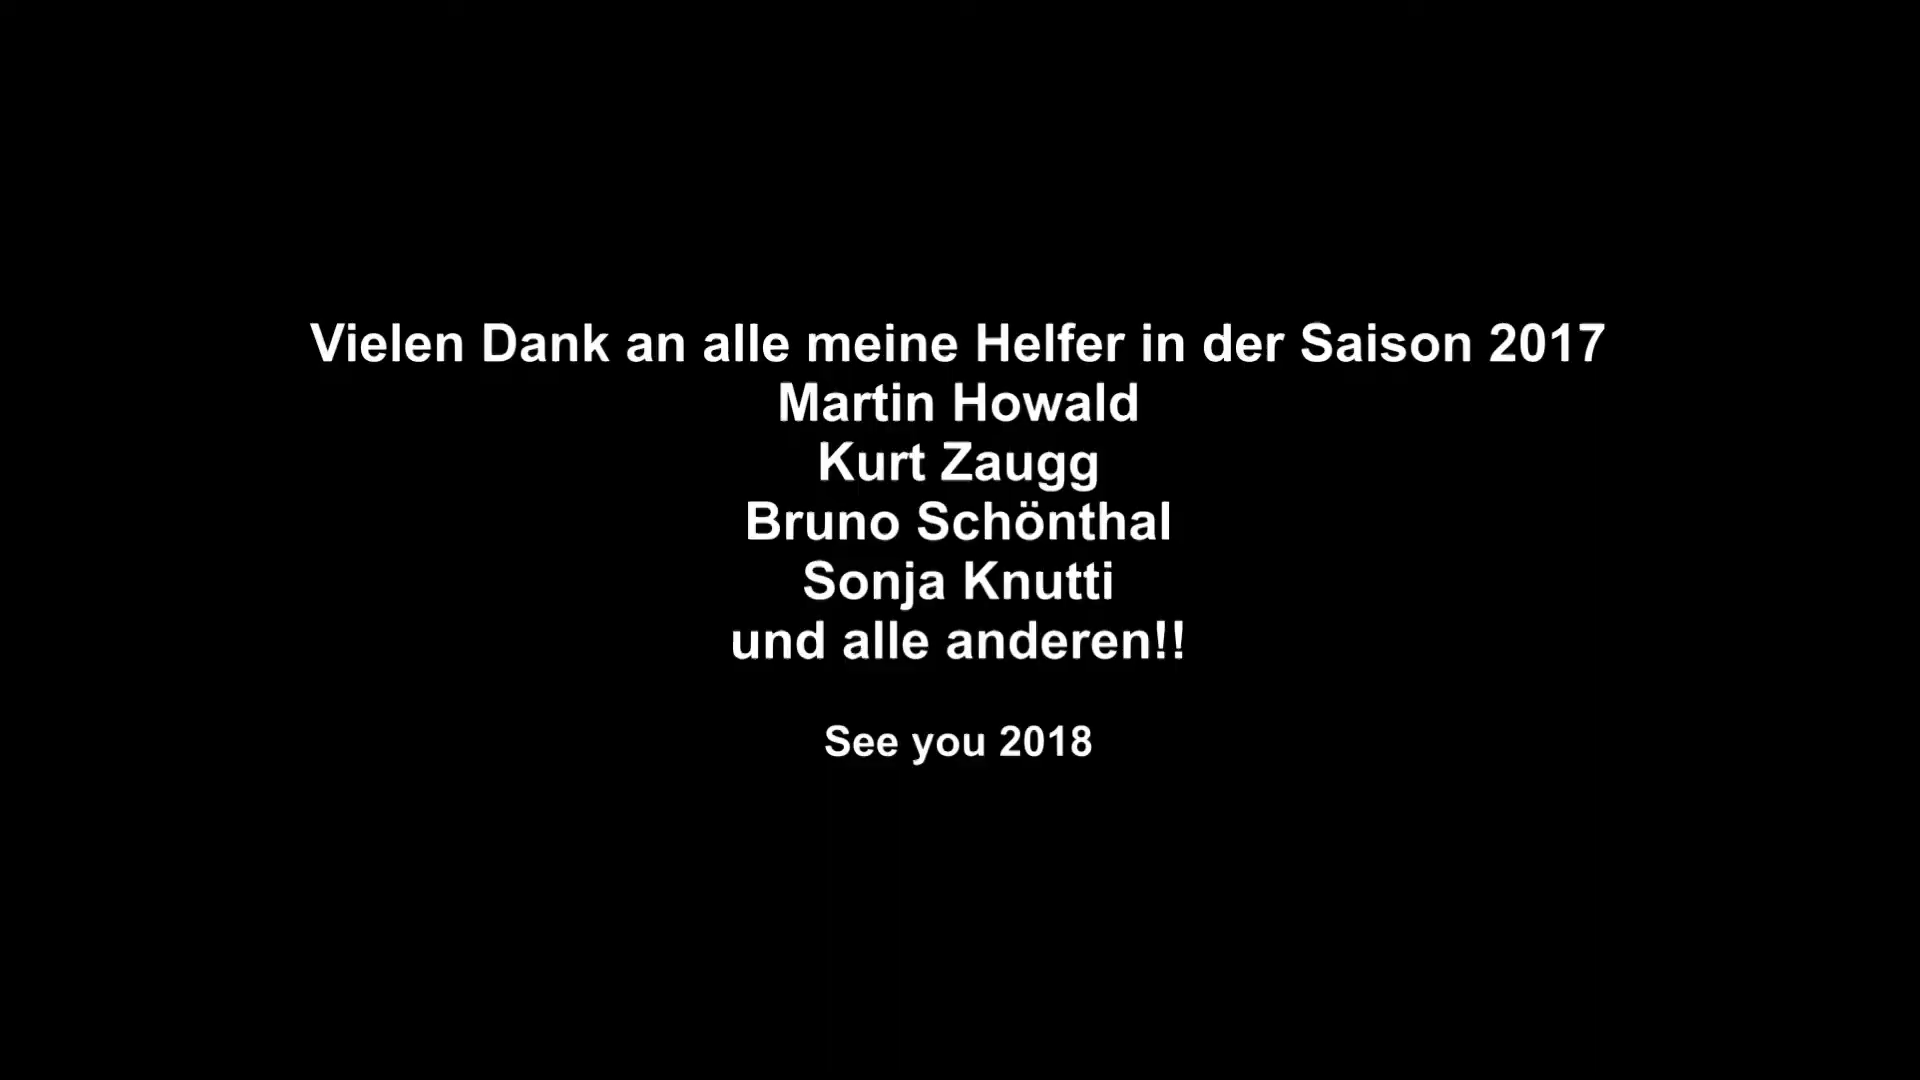 Vielen Dank an alle meine Helfer in der Saison 2017
Martin Howald
Kurt Zaugg
Bruno Schönthal
Sonja Knutti
und alle anderen!!
See you 2018